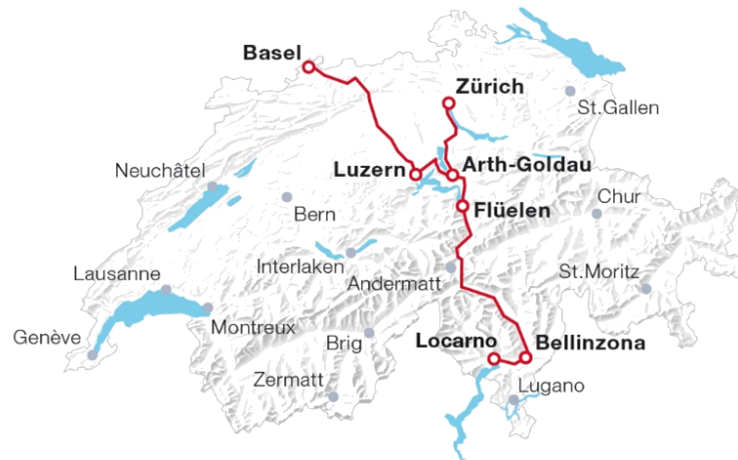 Basel
Zürich
St.Gallen
Neuchâtel
Luzern
Arth-Goldau
Bern
Flüelen
Chur
Interlaken
Andermatt
Lausanne
St.Moritz
Genève
Montreux
Brig
Locarno
Bellinzona
Zermatt
Lugano